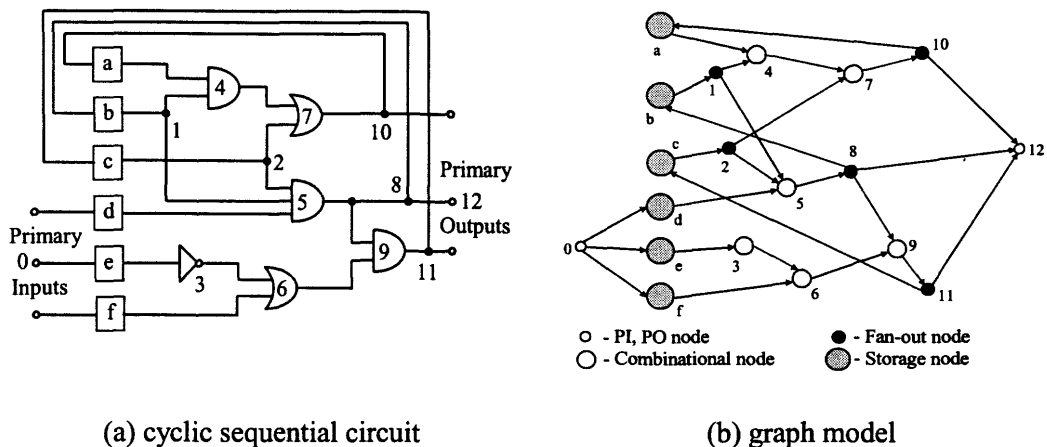 a
4
b
7
1
10
c
2
Primary
8
d
5
12
Primary
Outputs
0
e
9
Inputs
3
6
11
f
(a) cyclic sequential circuit
a
10
4
1
7
b
c
2
8
12
5
d
0
9
e
3
6
11
f
- PI, PO node
- Fan-out node
- Combinational node
- Storage node
(b) graph model